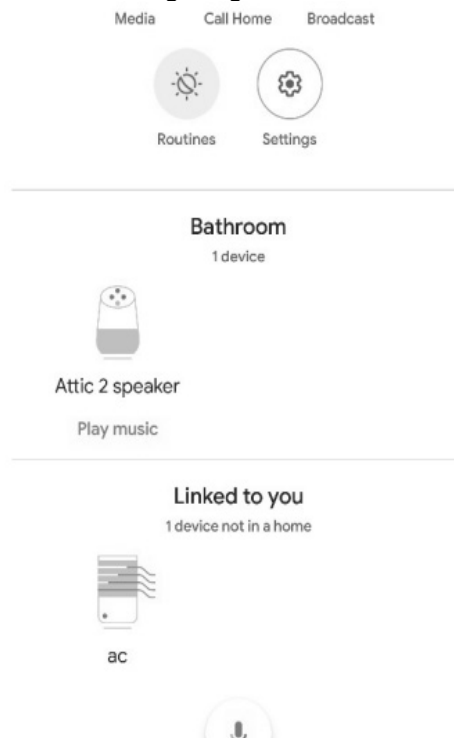 Media Call Home Broadcast
Routines Settings
Bathroom
1 device
Attic 2 speaker
Play music
Linked to you
1 device not in a home
ac